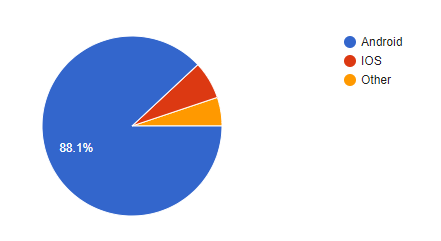 Android
IOS
Other
88.1%